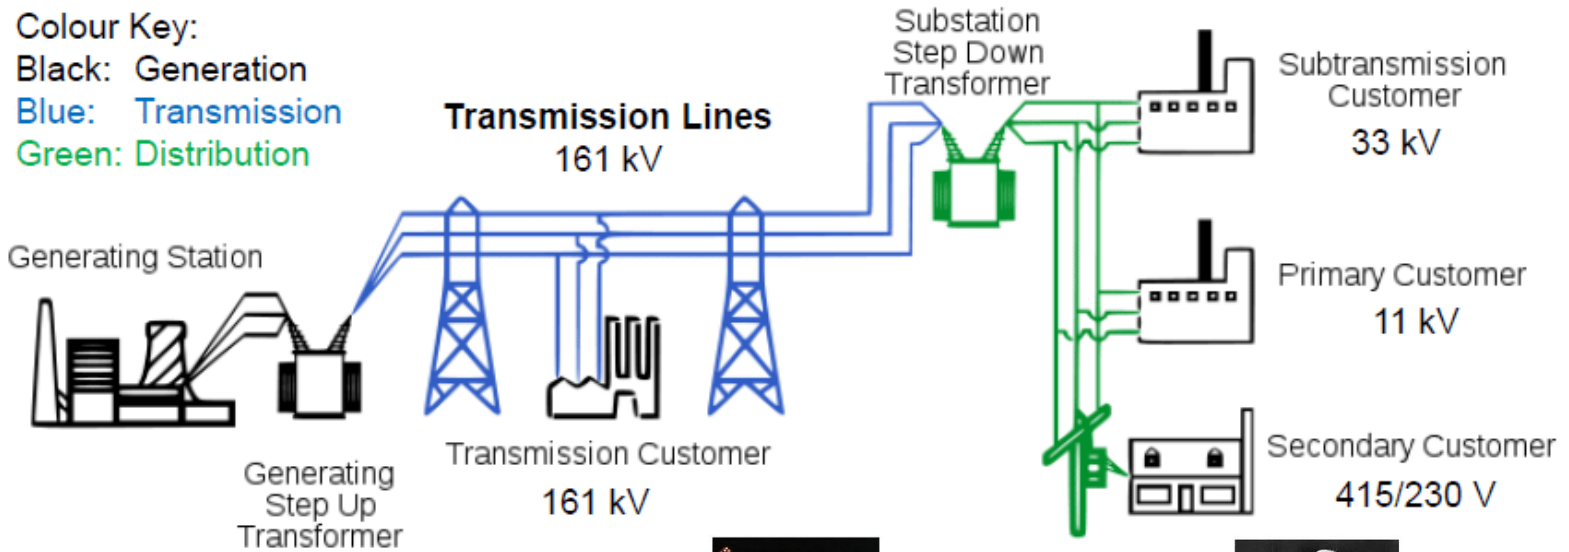 Colour Key:
Black: Generation
Blue: Transmission
Green: Distribution
Transmission Lines
161 kV
Substation
Step Down
Transformer
Subtransmission
Customer
33 kV
Generating Station
Primary Customer
11 kV
Generating
Step Up
Transformer
Transmission Customer
161 kV
Secondary Customer
415/230 V